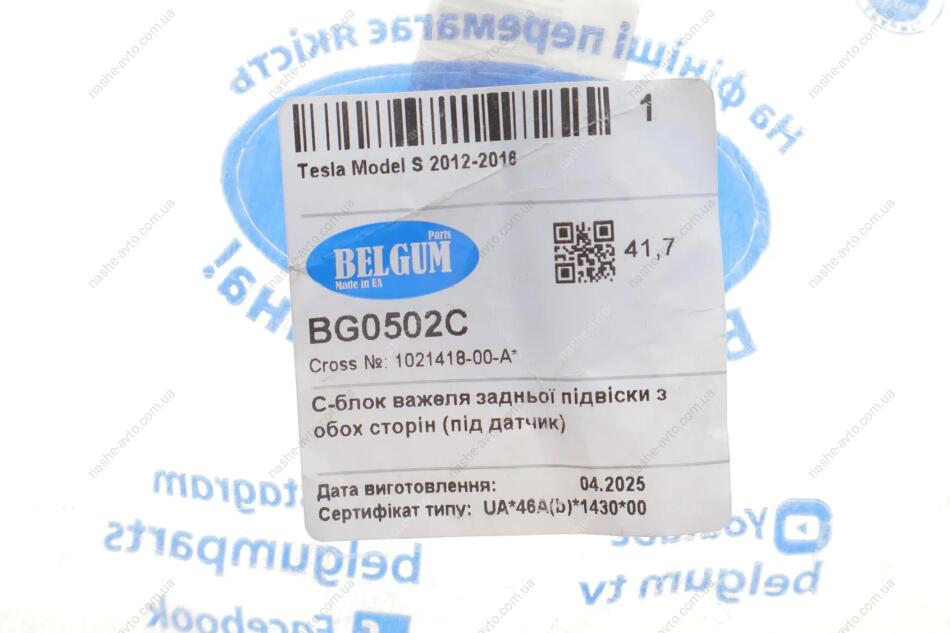 На фініші перемагає якість
1
Tesla Model S 2012-2016
Parts
BELGUM
Made in UA
41,7
BG0502C
Cross №: 1021418-00-A*
С-блок важеля задньої підвіски з
обох сторін (під датчик)
Дата виготовлення: 04.2025
Сертифікат типу: UA*46A(b)*1430*00
belgumparts
YouTube
belgum tv
Facebook
nashe-avto.com.ua